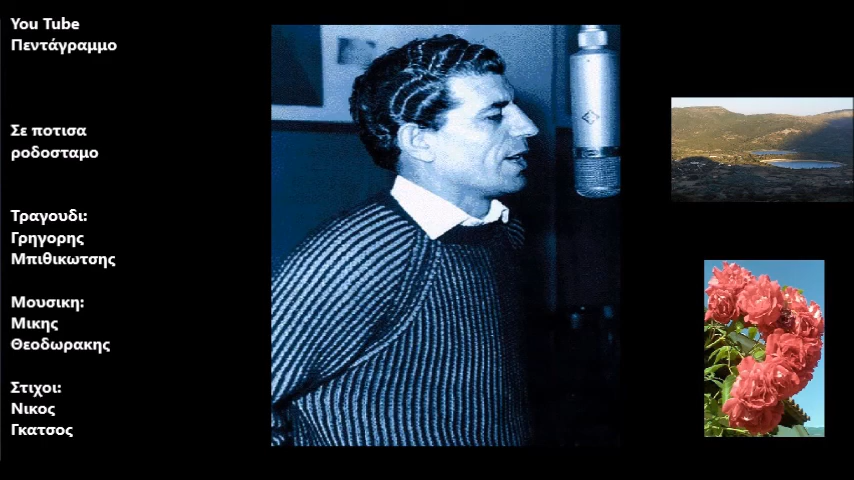 You Tube
Πεντάγραμμο
Σε ποτισα
ροδοσταμο
Τραγουδι:
Γρηγορης
Μπιθικωτσης
Μουσικη:
Μικης
Θεοδωρακης
Στιχοι:
Νικος
Γκατσος